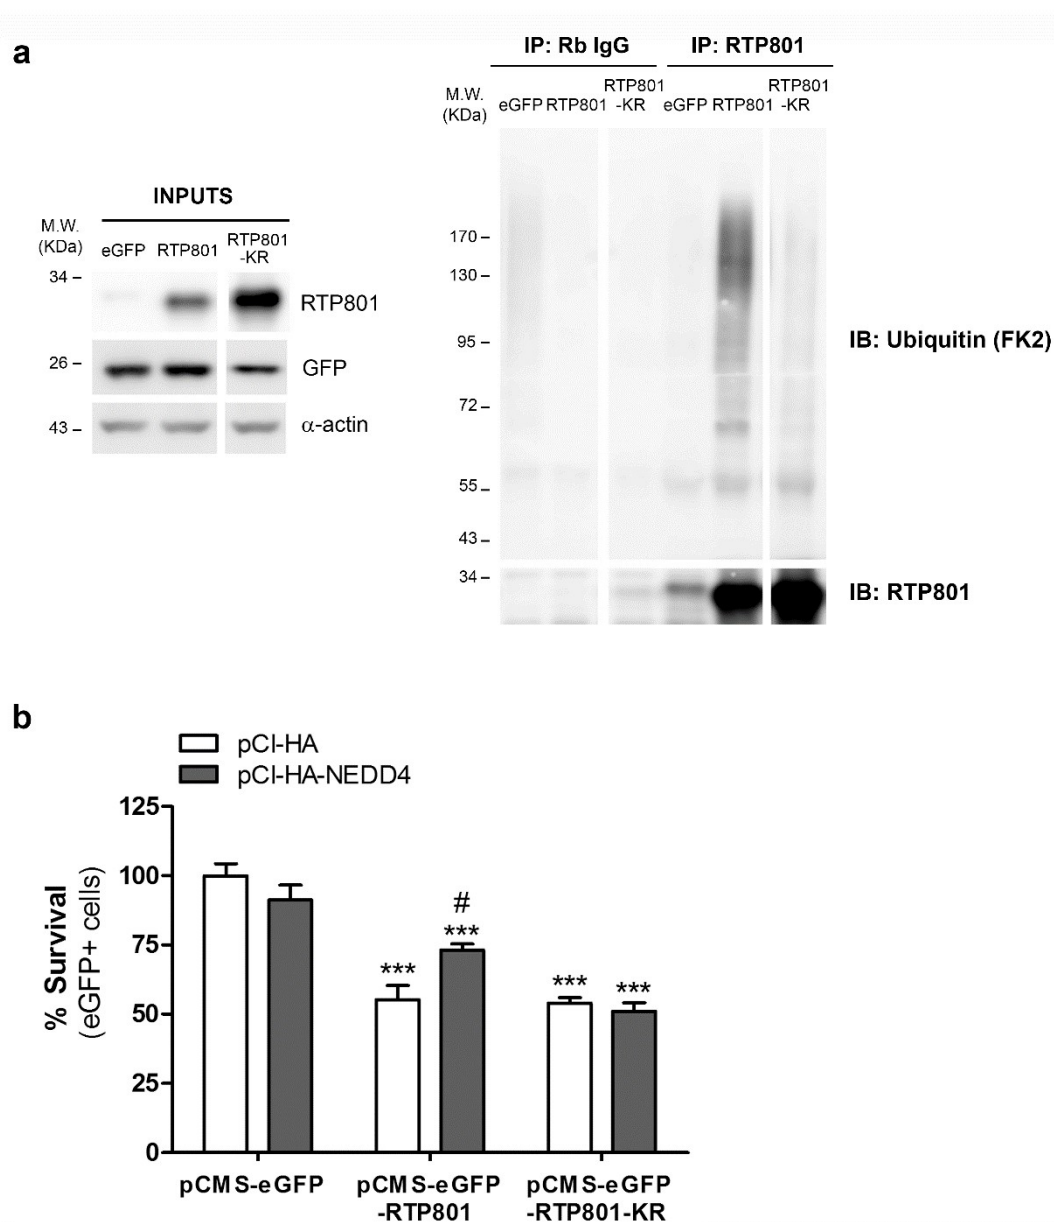 a
INPUTS
M.W.
(KDa)
eGFP RTP801 RTP801
-KR
34
RTP801
26
GFP
43
α-actin
IP: Rb IgG IP: RTP801
M.W.
(KDa)
eGFP RTP801 RTP801
-KR
eGFP RTP801 RTP801
-KR
170
130
95
IB: Ubiquitin (FK2)
72
55
43
34
IB: RTP801
b
pCI-HA
pCI-HA-NEDD4
% Survival
(eGFP+ cells)
125
100
75
50
25
0
***
#
***
***
***
pCMS-eGFP
pCMS-eGFP
-RTP801
pCMS-eGFP
-RTP801-KR